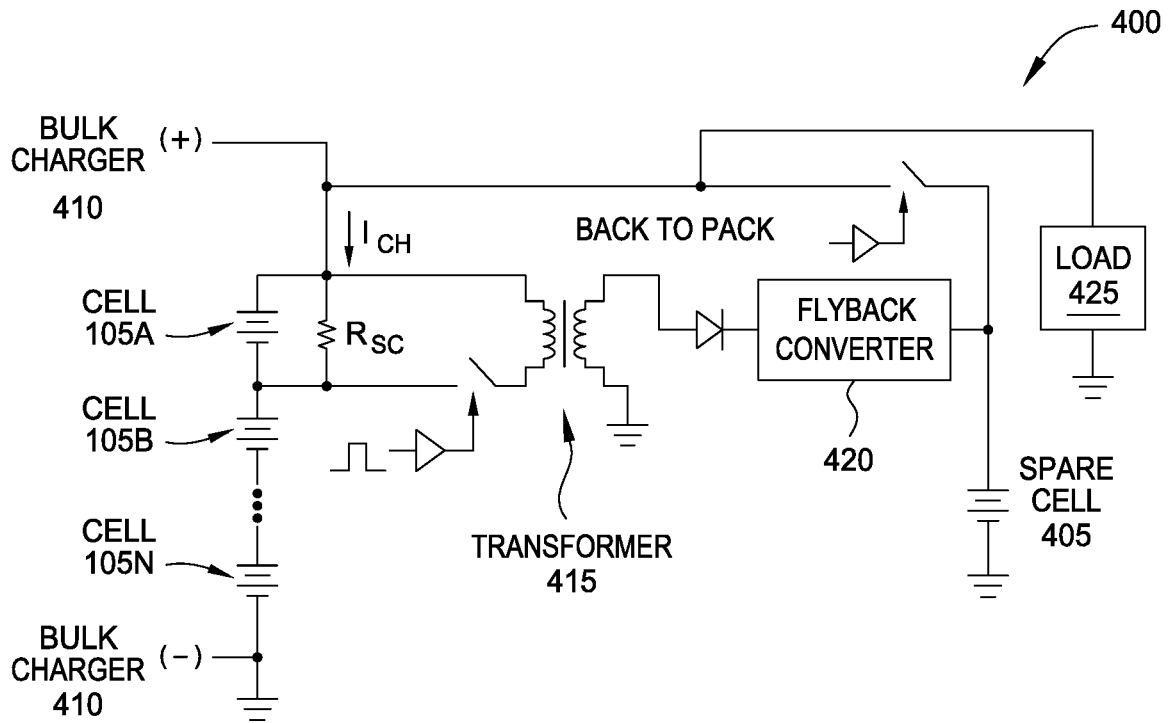 400
BULK
CHARGER
(+)
410
I CH
BACK TO PACK
LOAD
425
CELL
105A
RSC
FLYBACK
CONVERTER
CELL
105B
420
SPARE
CELL
405
TRANSFORMER
415
CELL
105N
BULK
CHARGER
(-)
410